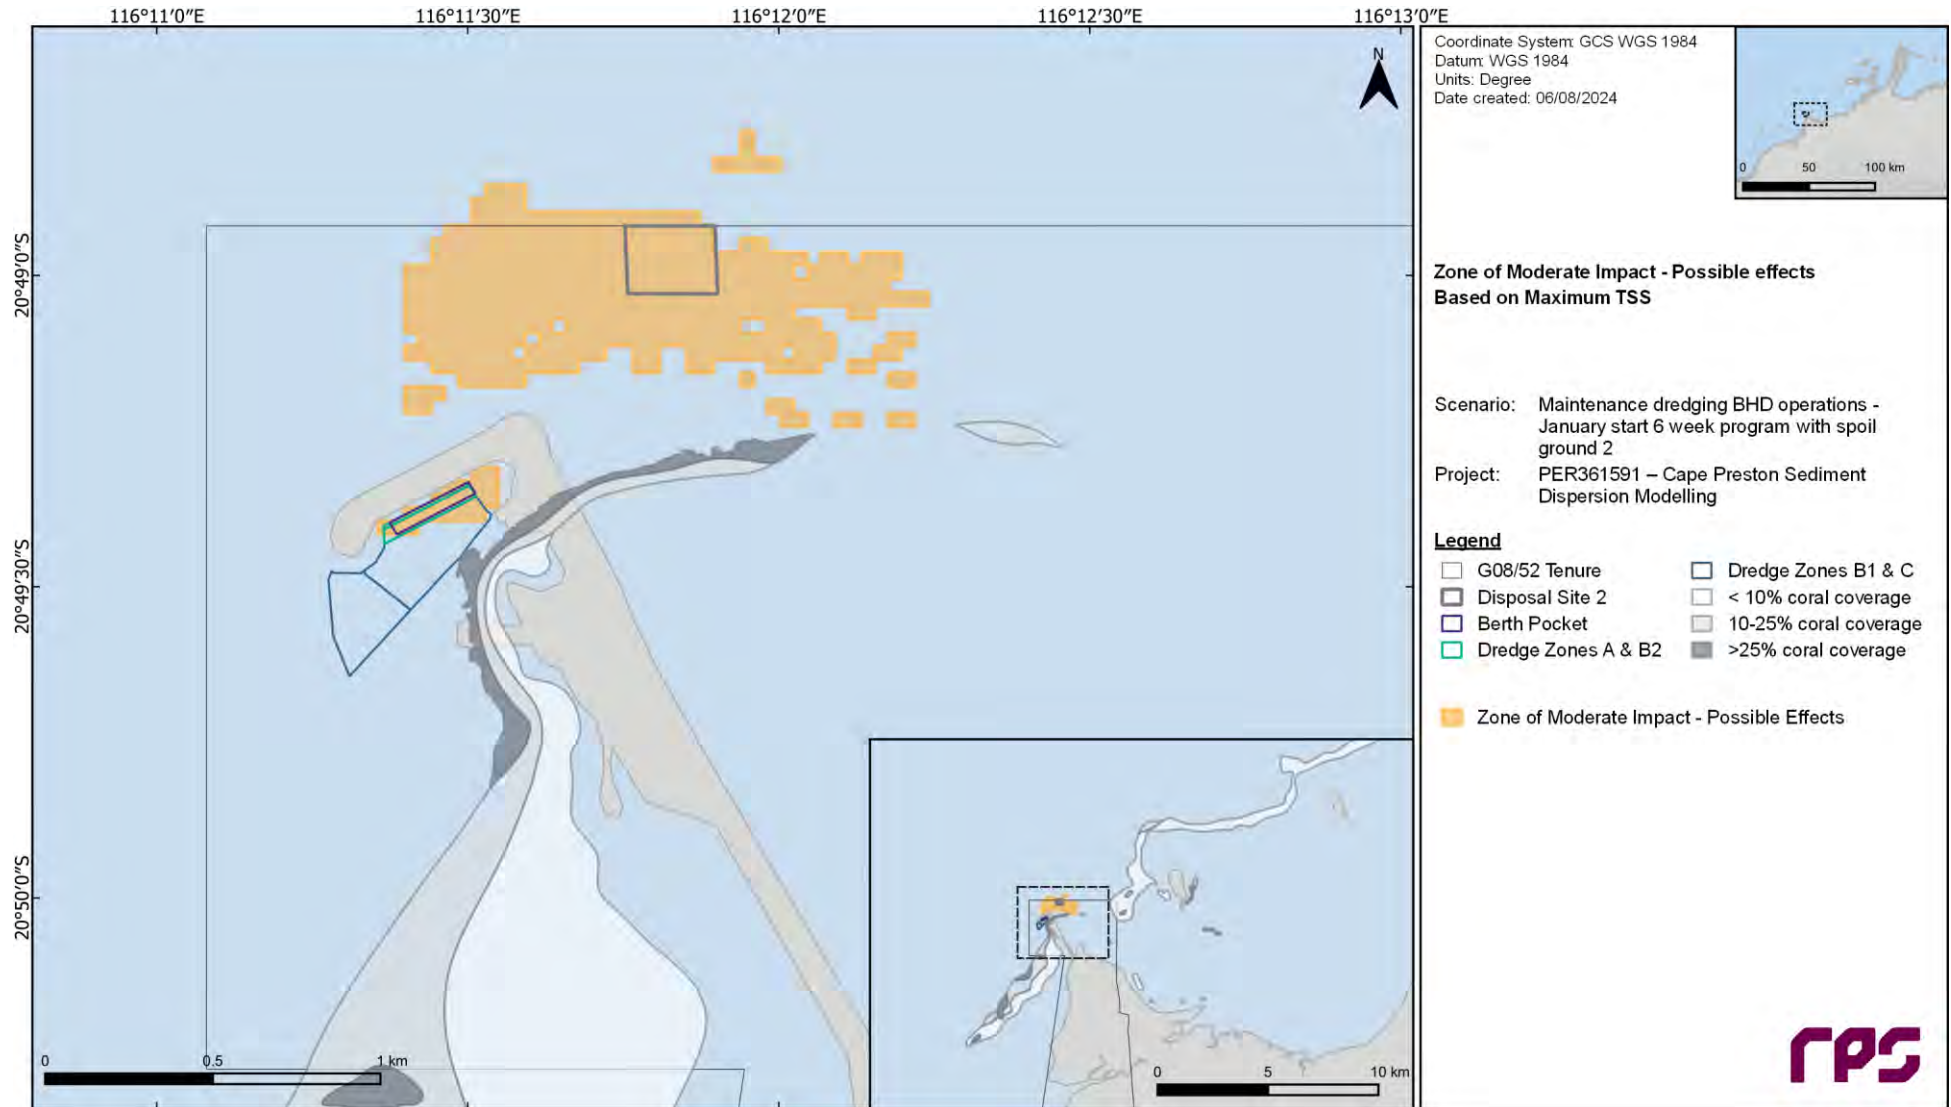 116°11'0"E
116°11'30"E
116°12'0"E
116°12'30"E
116°13'0"E
20°49'0"S
20°49'30"S
20°50'0"S
N
0 0.5 1 km
0 5 10 km
Coordinate System: GCS WGS 1984
Datum: WGS 1984
Units: Degree
Date created: 06/08/2024
0 50 100 km
Zone of Moderate Impact - Possible effects
Based on Maximum TSS
Scenario: Maintenance dredging BHD operations -
January start 6 week program with spoil
ground 2
Project: PER361591 – Cape Preston Sediment
Dispersion Modelling
Legend
G08/52 Tenure
Disposal Site 2
Berth Pocket
Dredge Zones A & B2
Dredge Zones B1 & C
< 10% coral coverage
10-25% coral coverage
>25% coral coverage
Zone of Moderate Impact - Possible Effects
rps